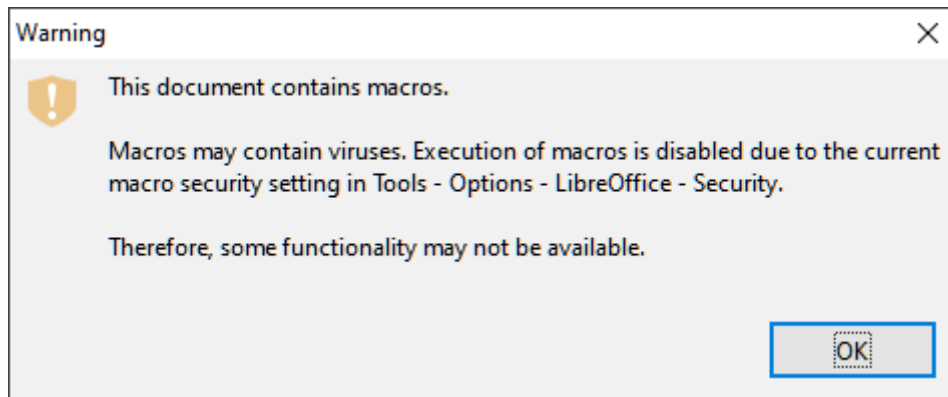 Warning
This document contains macros.
Macros may contain viruses. Execution of macros is disabled due to the current
macro security setting in Tools - Options - LibreOffice - Security.
Therefore, some functionality may not be available.
OK